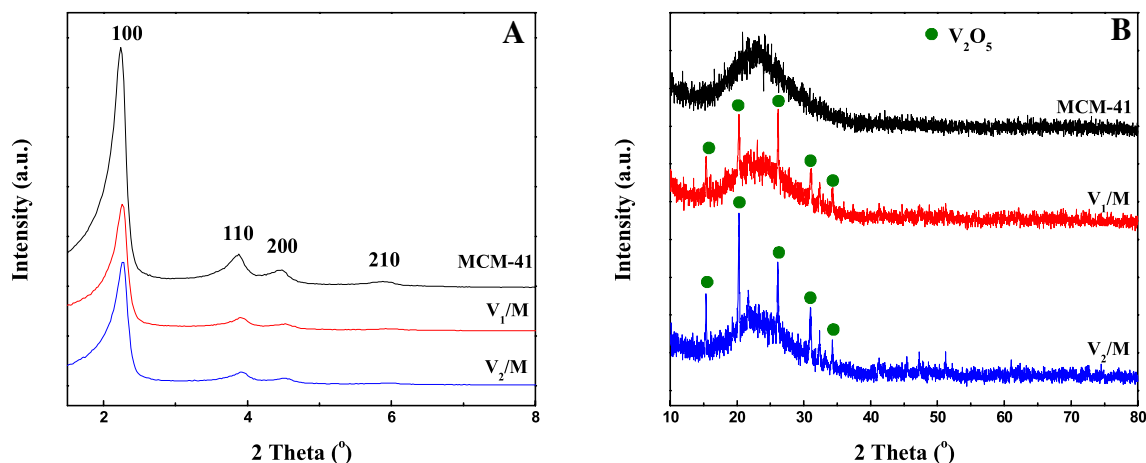 A
100
110
200
210
MCM-41
V₁/M
V₂/M
Intensity (a.u.)
2 4 6 8
2 Theta (°)
B
V₂O₅
MCM-41
V₁/M
V₂/M
Intensity (a.u.)
10 20 30 40 50 60 70 80
2 Theta (°)